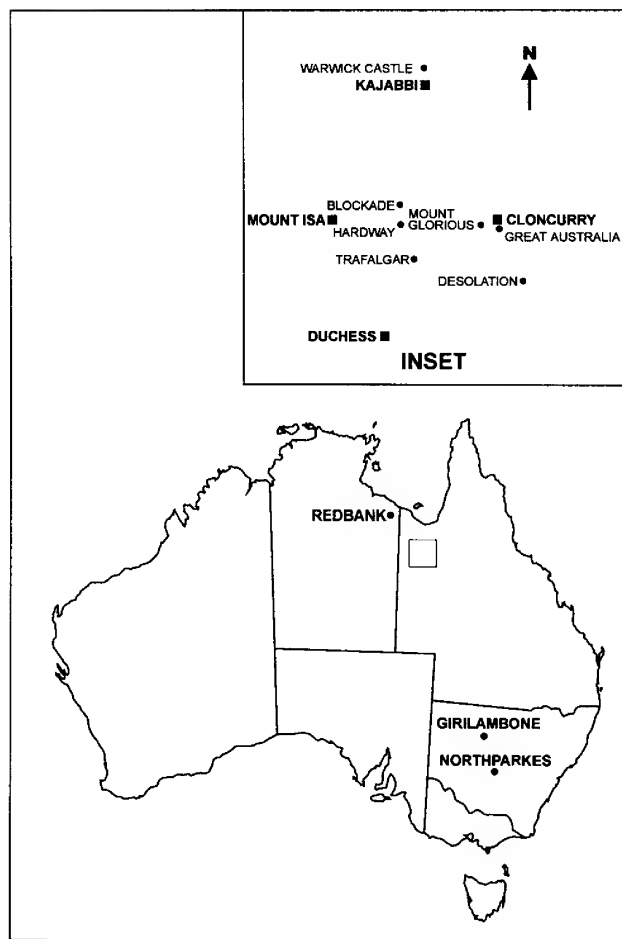 N
WARWICK CASTLE
KAJABBI
BLOCKADE
MOUNT ISA
MOUNT
GLORIOUS
CLONCURRY
HARDWAY
GREAT AUSTRALIA
TRAFALGAR
DESOLATION
DUCHESS
INSET
REDBANK
GIRILAMBONE
NORTHPARKES